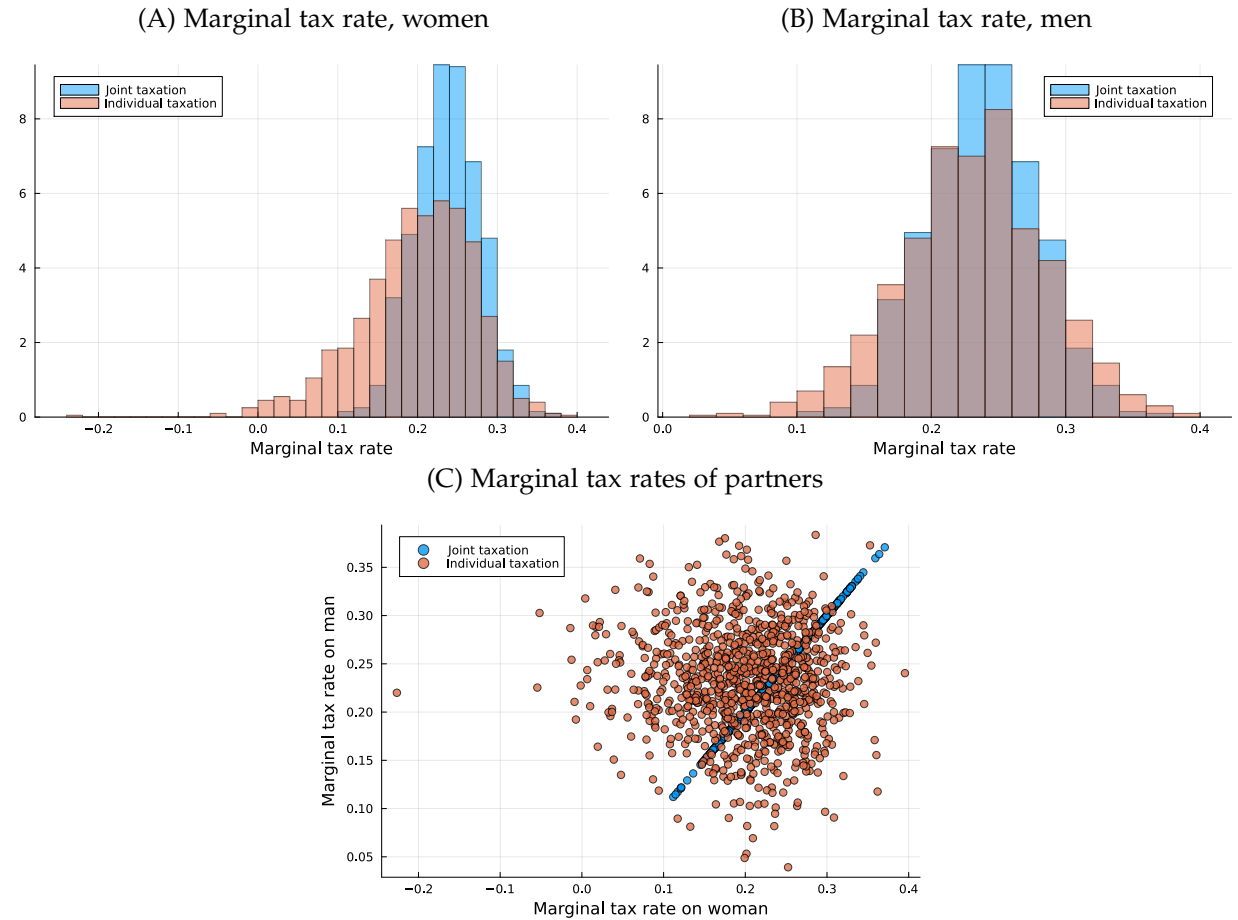 (A) Marginal tax rate, women
Joint taxation
Individual taxation
8
6
4
2
0
−0.2
−0.1
0.0
0.1
0.2
0.3
0.4
Marginal tax rate
(B) Marginal tax rate, men
Joint taxation
Individual taxation
8
6
4
2
0
0.0
0.1
0.2
0.3
0.4
Marginal tax rate
(C) Marginal tax rates of partners
Joint taxation
Individual taxation
Marginal tax rate on man
0.35
0.30
0.25
0.20
0.15
0.10
0.05
−0.2
−0.1
0.0
0.1
0.2
0.3
0.4
Marginal tax rate on woman